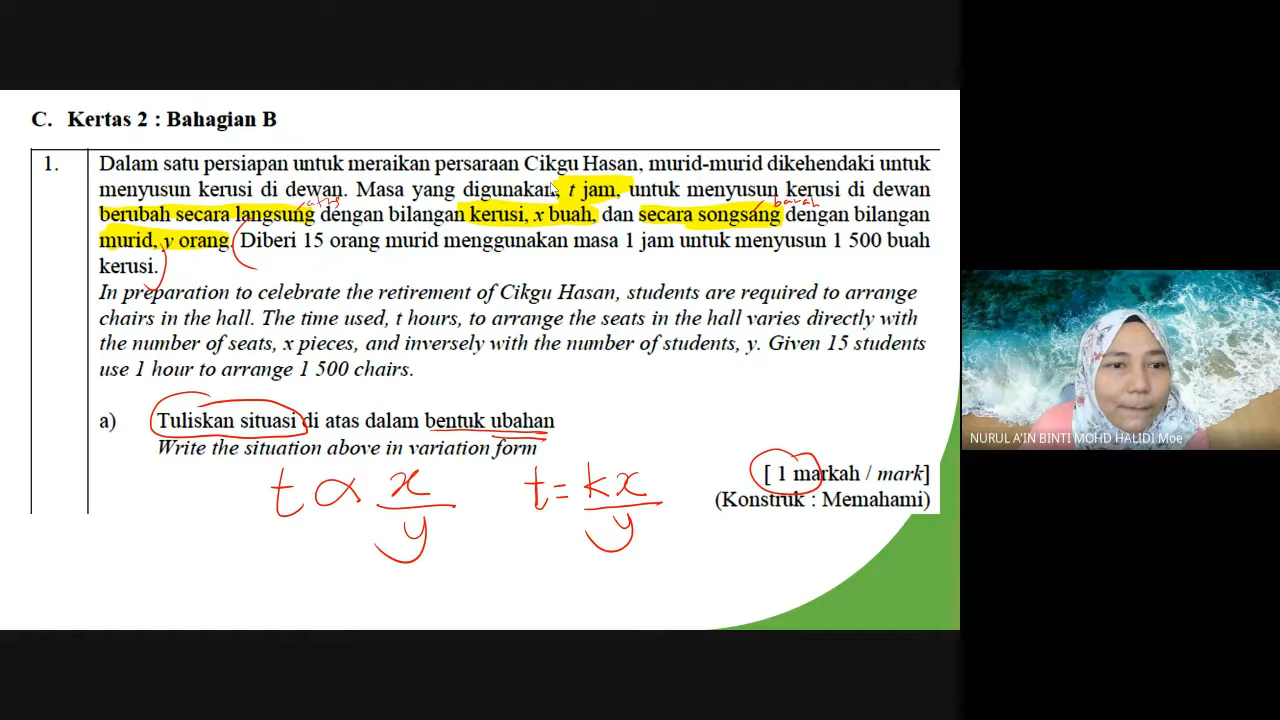 C. Kertas 2 : Bahagian B
1. Dalam satu persiapan untuk meraikan persaraan Cikgu Hasan, murid-murid dikehendaki untuk
menyusun kerusi di dewan. Masa yang digunakan, t jam, untuk menyusun kerusi di dewan
atas
bawah
berubah secara langsung dengan bilangan kerusi, x buah, dan secara songsang dengan bilangan
murid, y orang. Diberi 15 orang murid menggunakan masa 1 jam untuk menyusun 1 500 buah
kerusi.
In preparation to celebrate the retirement of Cikgu Hasan, students are required to arrange
chairs in the hall. The time used, t hours, to arrange the seats in the hall varies directly with
the number of seats, x pieces, and inversely with the number of students, y. Given 15 students
use 1 hour to arrange 1 500 chairs.
a) Tuliskan situasi di atas dalam bentuk ubahan
Write the situation above in variation form
t ∝ x/y
t = kx/y
[ 1 markah / mark]
(Konstruk : Memahami)
NURUL A'IN BINTI MOHD HALIDI Moe